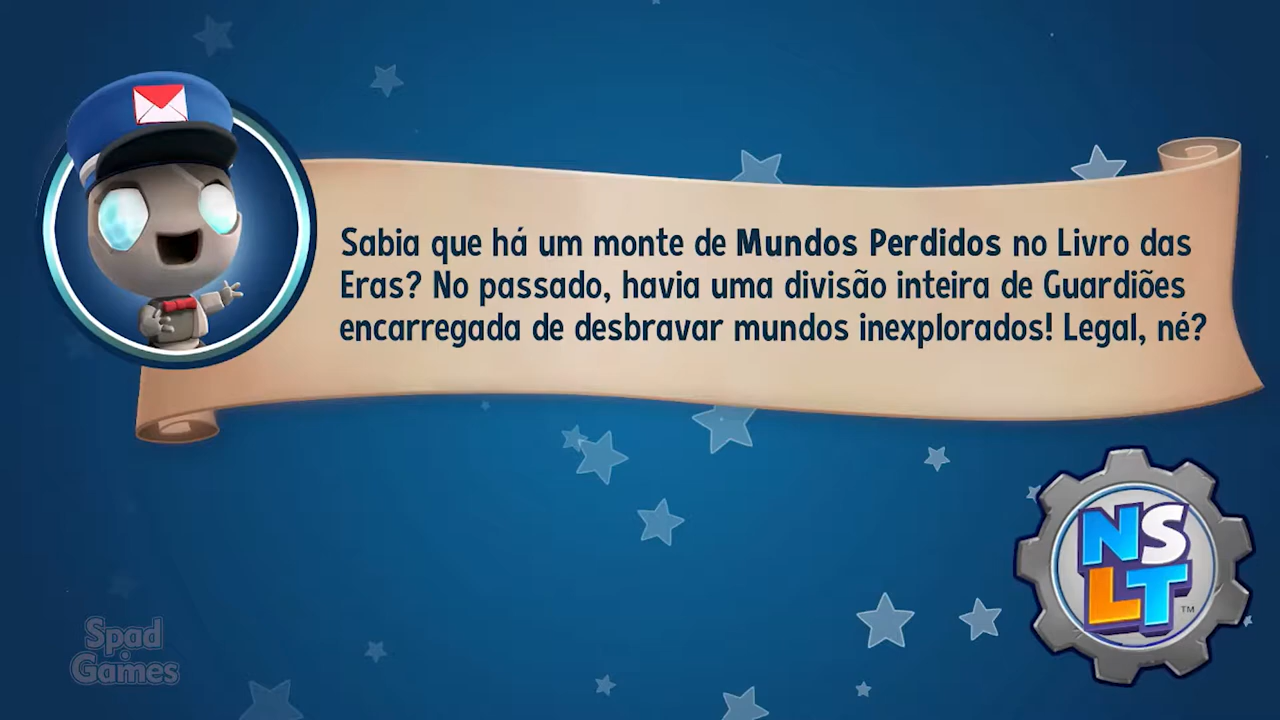 Sabia que há um monte de Mundos Perdidos no Livro das
Eras? No passado, havia uma divisão inteira de Guardiões
encarregada de desbravar mundos inexplorados! Legal, né?
NS
LT™
Spad
Games